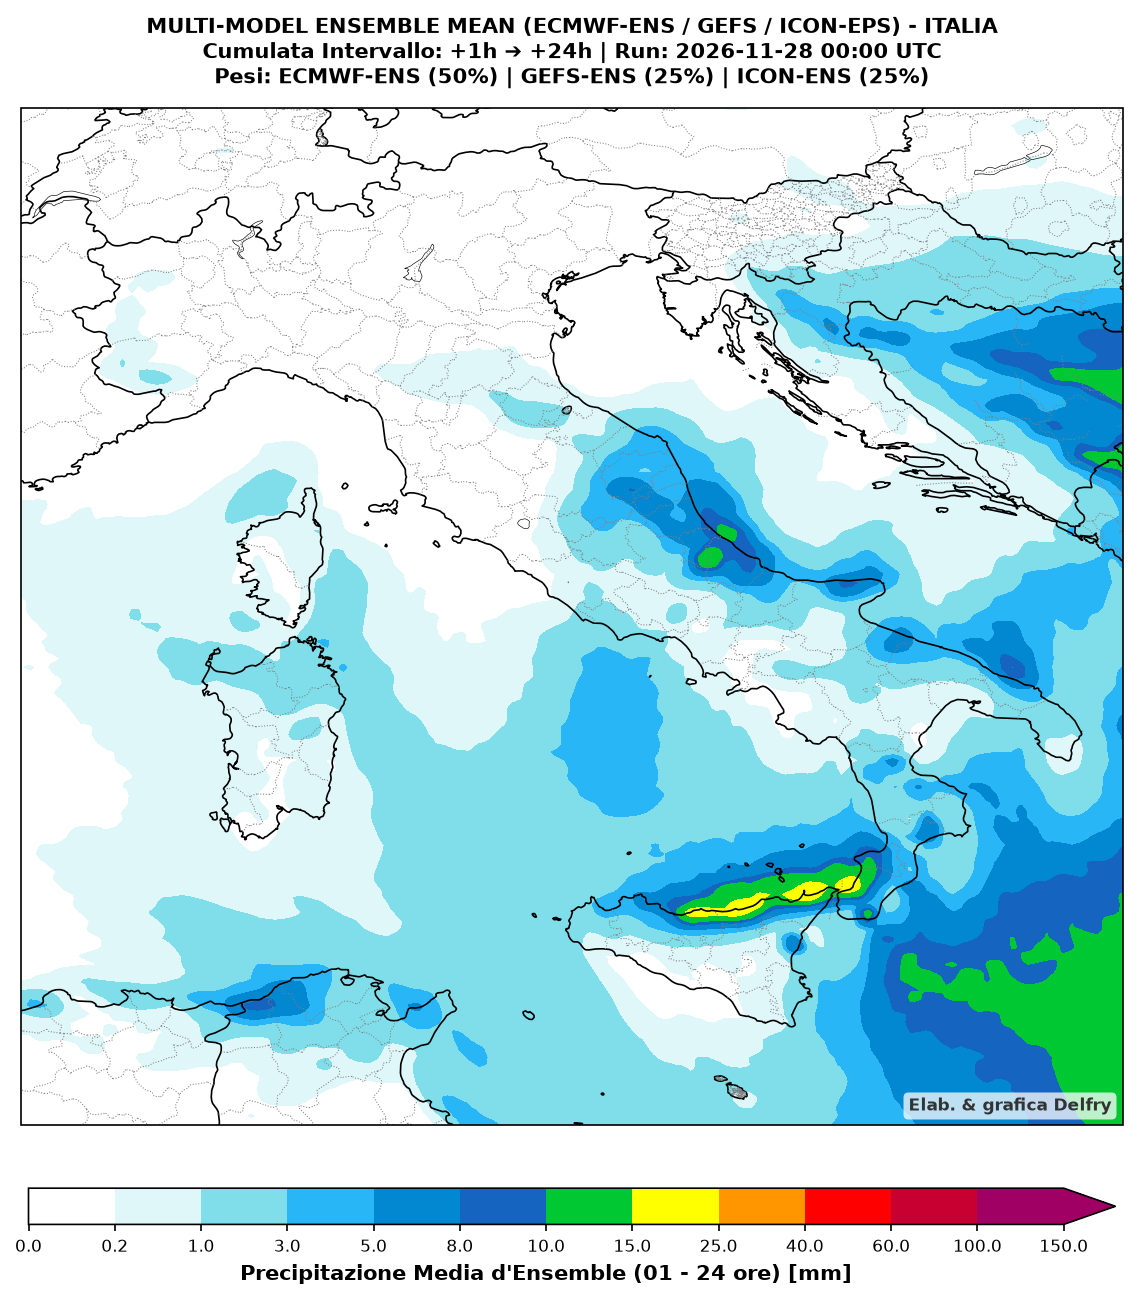 MULTI-MODEL ENSEMBLE MEAN (ECMWF-ENS / GEFS / ICON-EPS) - ITALIA
Cumulata Intervallo: +1h → +24h | Run: 2026-11-28 00:00 UTC
Pesi: ECMWF-ENS (50%) | GEFS-ENS (25%) | ICON-ENS (25%)
Elab. & grafica Delfry
0.0 0.2 1.0 3.0 5.0 8.0 10.0 15.0 25.0 40.0 60.0 100.0 150.0
Precipitazione Media d'Ensemble (01 - 24 ore) [mm]